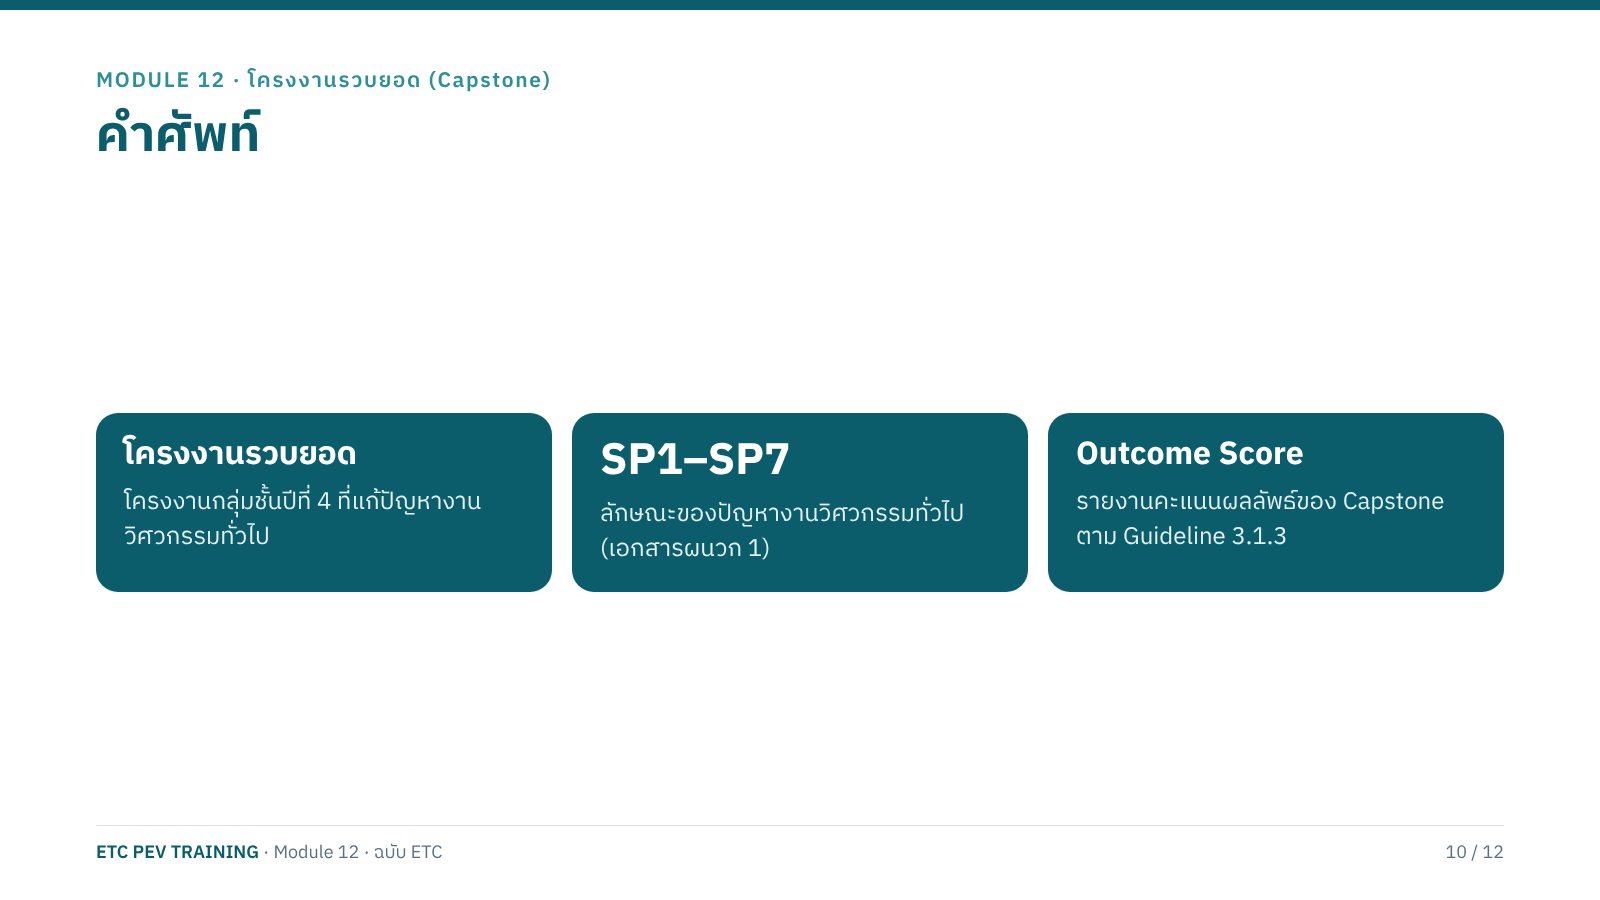 MODULE 12 · โครงงานรวบยอด (Capstone)
คำศัพท์
โครงงานรวบยอด
โครงงานกลุ่มชั้นปีที่ 4 ที่แก้ปัญหางาน
วิศวกรรมทั่วไป
SP1–SP7
ลักษณะของปัญหางานวิศวกรรมทั่วไป
(เอกสารผนวก 1)
Outcome Score
รายงานคะแนนผลลัพธ์ของ Capstone
ตาม Guideline 3.1.3
ETC PEV TRAINING · Module 12 · ฉบับ ETC
10 / 12